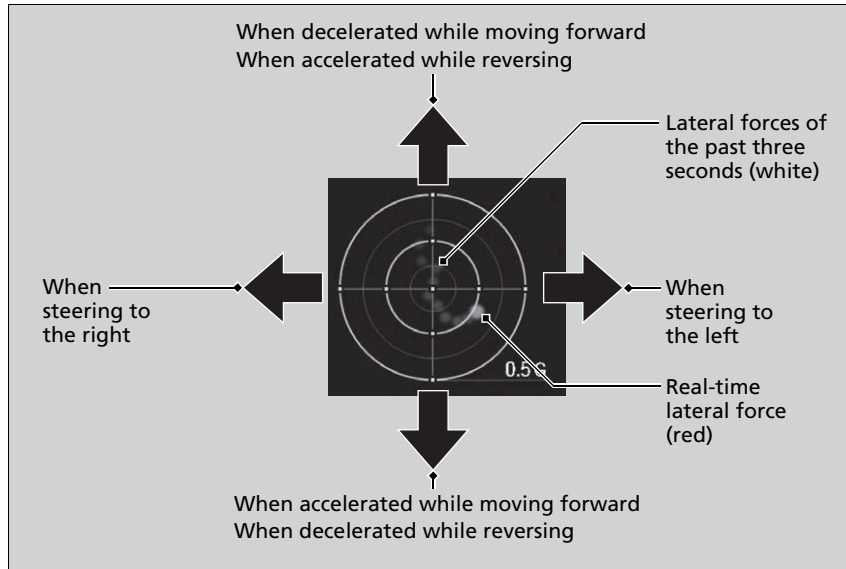 When decelerated while moving forward
When accelerated while reversing
Lateral forces of
the past three
seconds (white)
When
steering to
the right
When
steering to
the left
0.5 G
Real-time
lateral force
(red)
When accelerated while moving forward
When decelerated while reversing